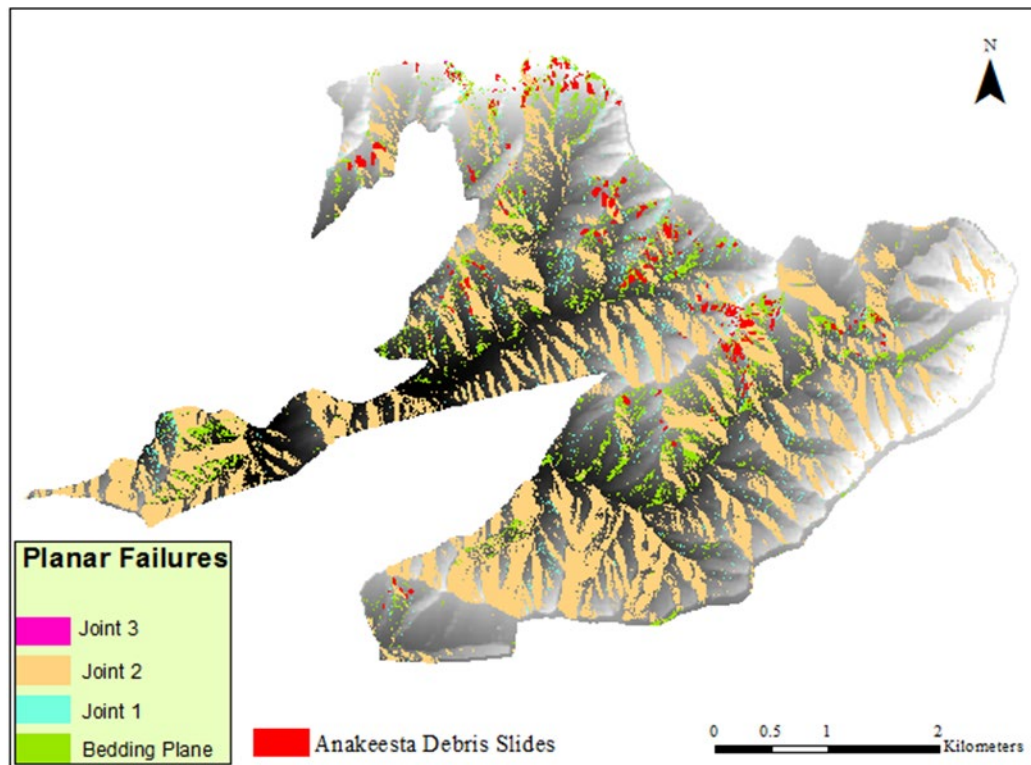 N
Planar Failures
Joint 3
Joint 2
Joint 1
Bedding Plane
Anakeesta Debris Slides
0 0.5 1 2
Kilometers